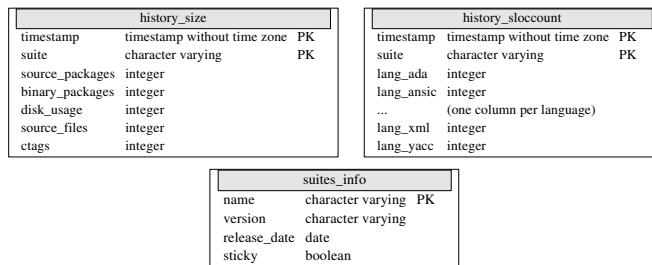 history_size
timestamp timestamp without time zone PK
suite character varying PK
source_packages integer
binary_packages integer
disk_usage integer
source_files integer
ctags integer
history_sloccount
timestamp timestamp without time zone PK
suite character varying PK
lang_ada integer
lang_ansic integer
... (one column per language)
lang_xml integer
lang_yacc integer
suites_info
name character varying PK
version character varying
release_date date
sticky boolean